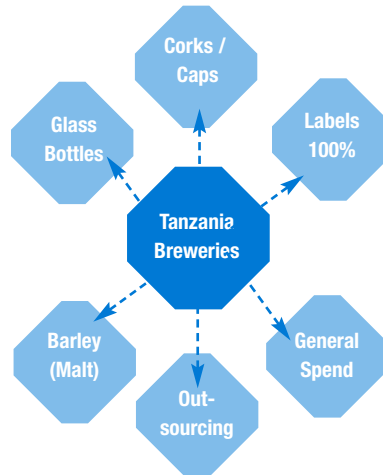 Corks /
Caps
Glass
Bottles
Labels
100%
Tanzania
Breweries
Barley
(Malt)
General
Spend
Out-
sourcing